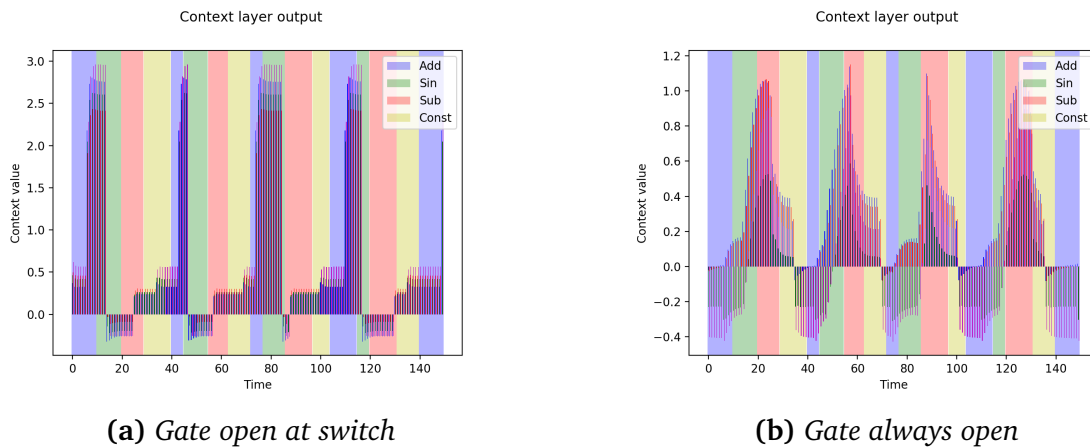 Context layer output
Context value
3.0
2.5
2.0
1.5
1.0
0.5
0.0
Add
Sin
Sub
Const
0 20 40 60 80 100 120 140
Time
(a) Gate open at switch
Context layer output
Context value
1.2
1.0
0.8
0.6
0.4
0.2
0.0
−0.2
−0.4
Add
Sin
Sub
Const
0 20 40 60 80 100 120 140
Time
(b) Gate always open